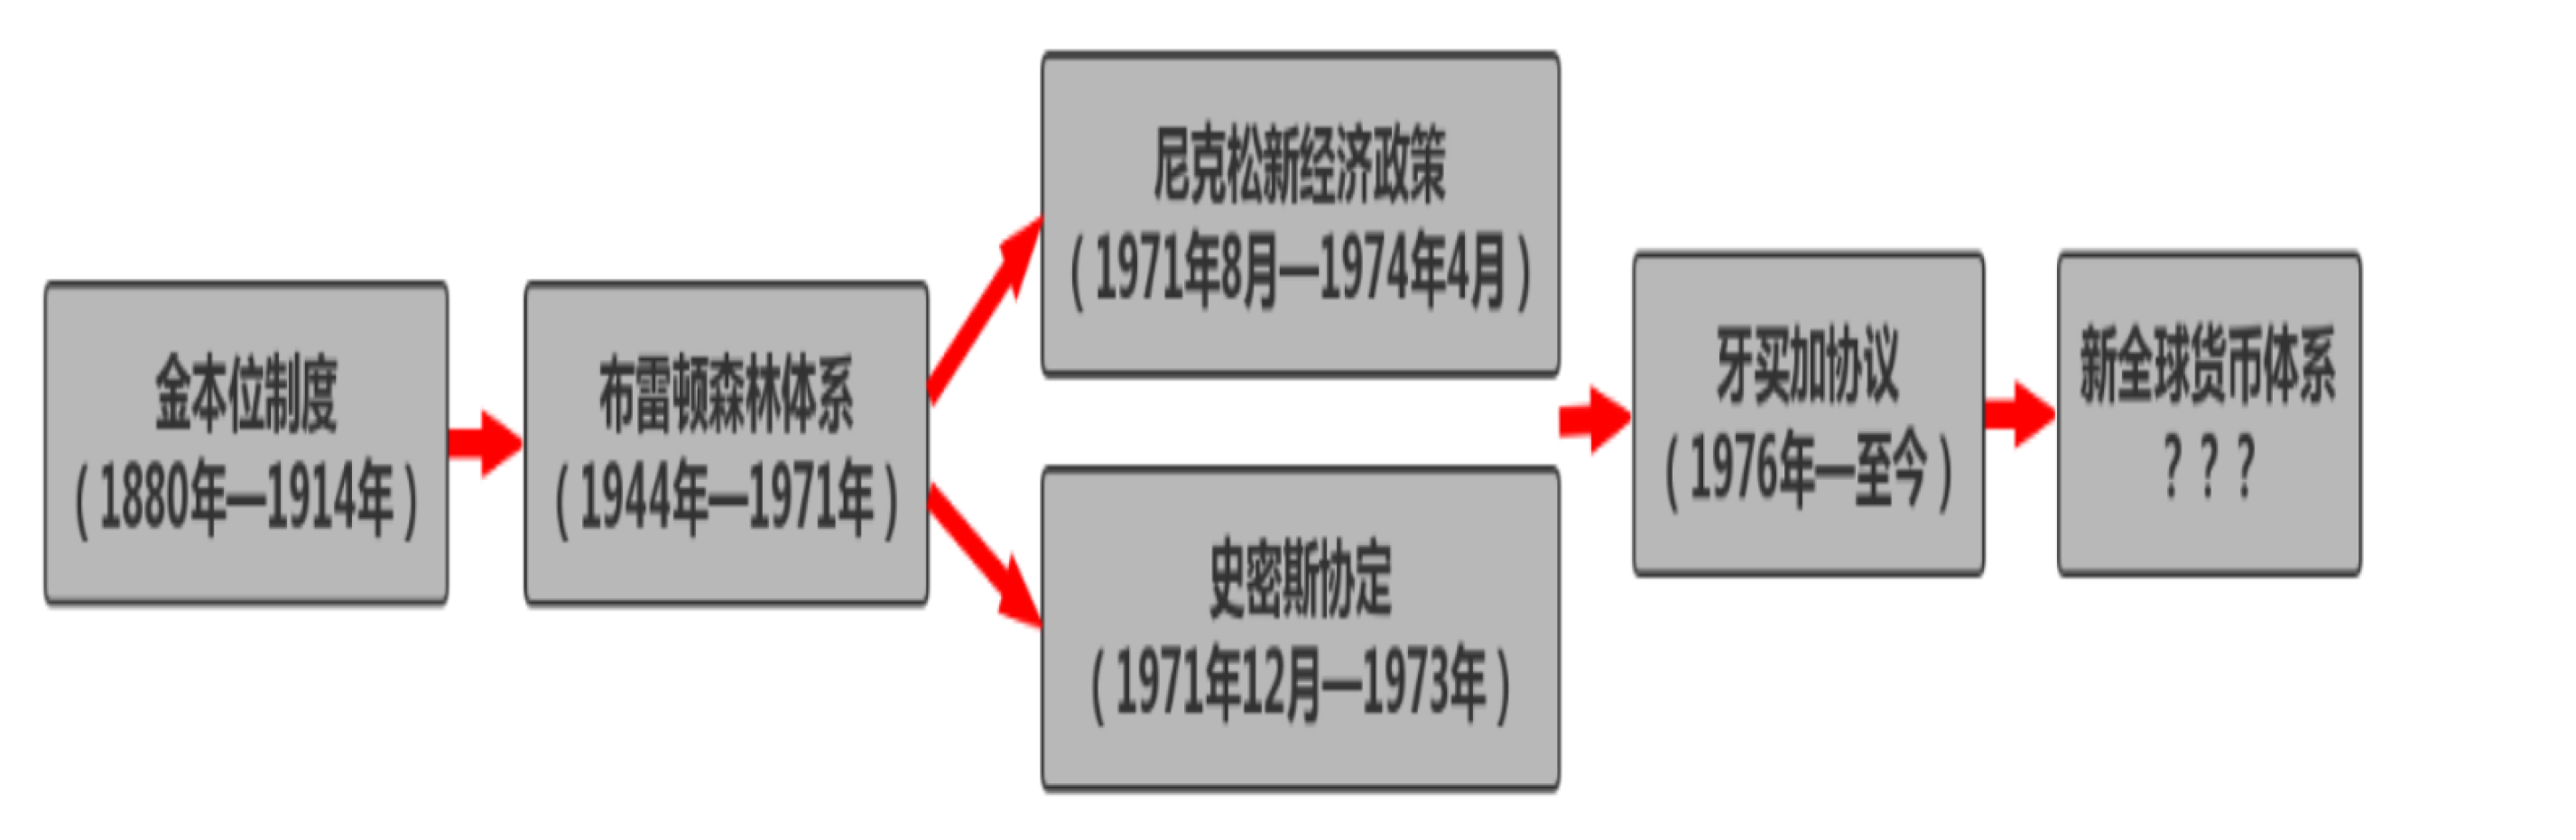 金本位制度
（1880年—1914年）
布雷顿森林体系
（1944年—1971年）
尼克松新经济政策
（1971年8月—1974年4月）
史密斯协定
（1971年12月—1973年）
牙买加协议
（1976年—至今）
新全球货币体系
？？？